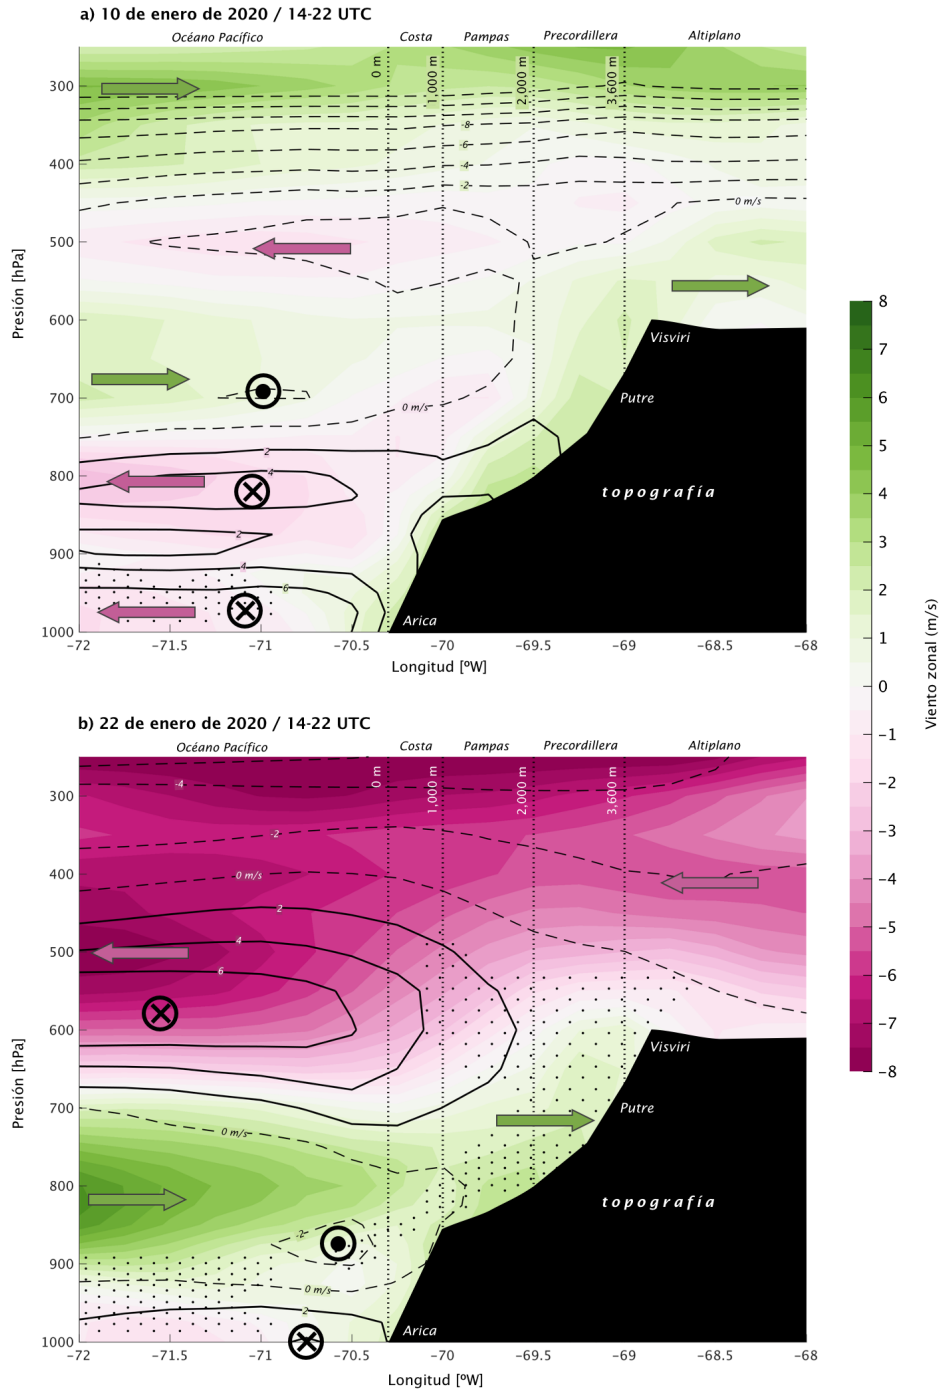 a) 10 de enero de 2020 / 14-22 UTC
Océano Pacífico Costa Pampas Precordillera Altiplano
0 m 1,000 m 2,000 m 3,600 m
300
-8
-6
400
-4
-2
0 m/s
500
600
Visviri
700
Putre
0 m/s
2
4
800
topografía
2
900
4
6
Arica
1000
−72 −71.5 −71 −70.5 −70 −69.5 −69 −68.5 −68
Longitud [ºW]
Presión [hPa]
b) 22 de enero de 2020 / 14-22 UTC
Océano Pacífico Costa Pampas Precordillera Altiplano
0 m 1,000 m 2,000 m 3,600 m
300
-4
-2
400
0 m/s
2
4
500
6
600
Visviri
700
Putre
0 m/s
800
topografía
-2
900
0 m/s
2
Arica
1000
−72 −71.5 −71 −70.5 −70 −69.5 −69 −68.5 −68
Longitud [ºW]
Presión [hPa]
8
7
6
5
4
3
2
1
0
−1
−2
−3
−4
−5
−6
−7
−8
Viento zonal (m/s)